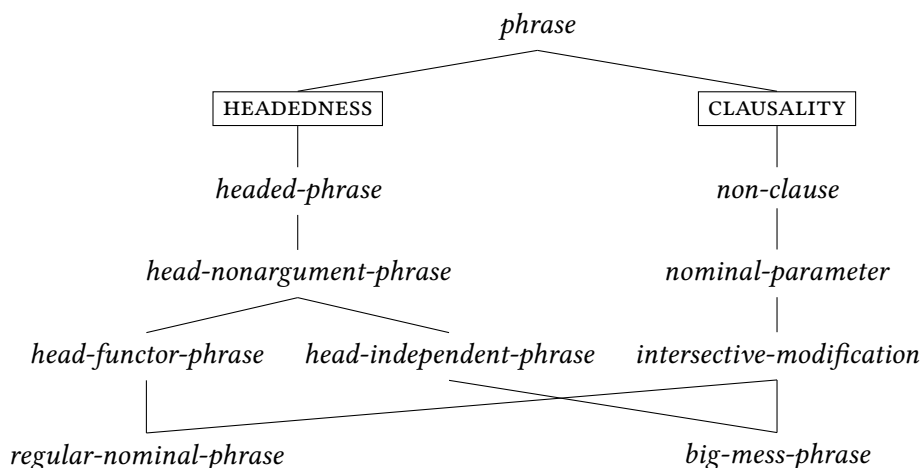 phrase
HEADEDNESS CLAUSALITY
headed-phrase non-clause
head-nonargument-phrase nominal-parameter
head-functor-phrase head-independent-phrase intersective-modification
regular-nominal-phrase big-mess-phrase